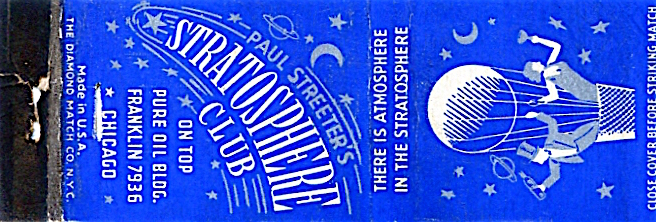 PAUL STREETER'S
STRATOSPHERE
CLUB
ON TOP
PURE OIL BLDG.
FRANKLIN 7936
CHICAGO
Made in U.S.A.
THE DIAMOND MATCH CO. N.Y.C.
THERE IS ATMOSPHERE
IN THE STRATOSPHERE
CLOSE COVER BEFORE STRIKING MATCH